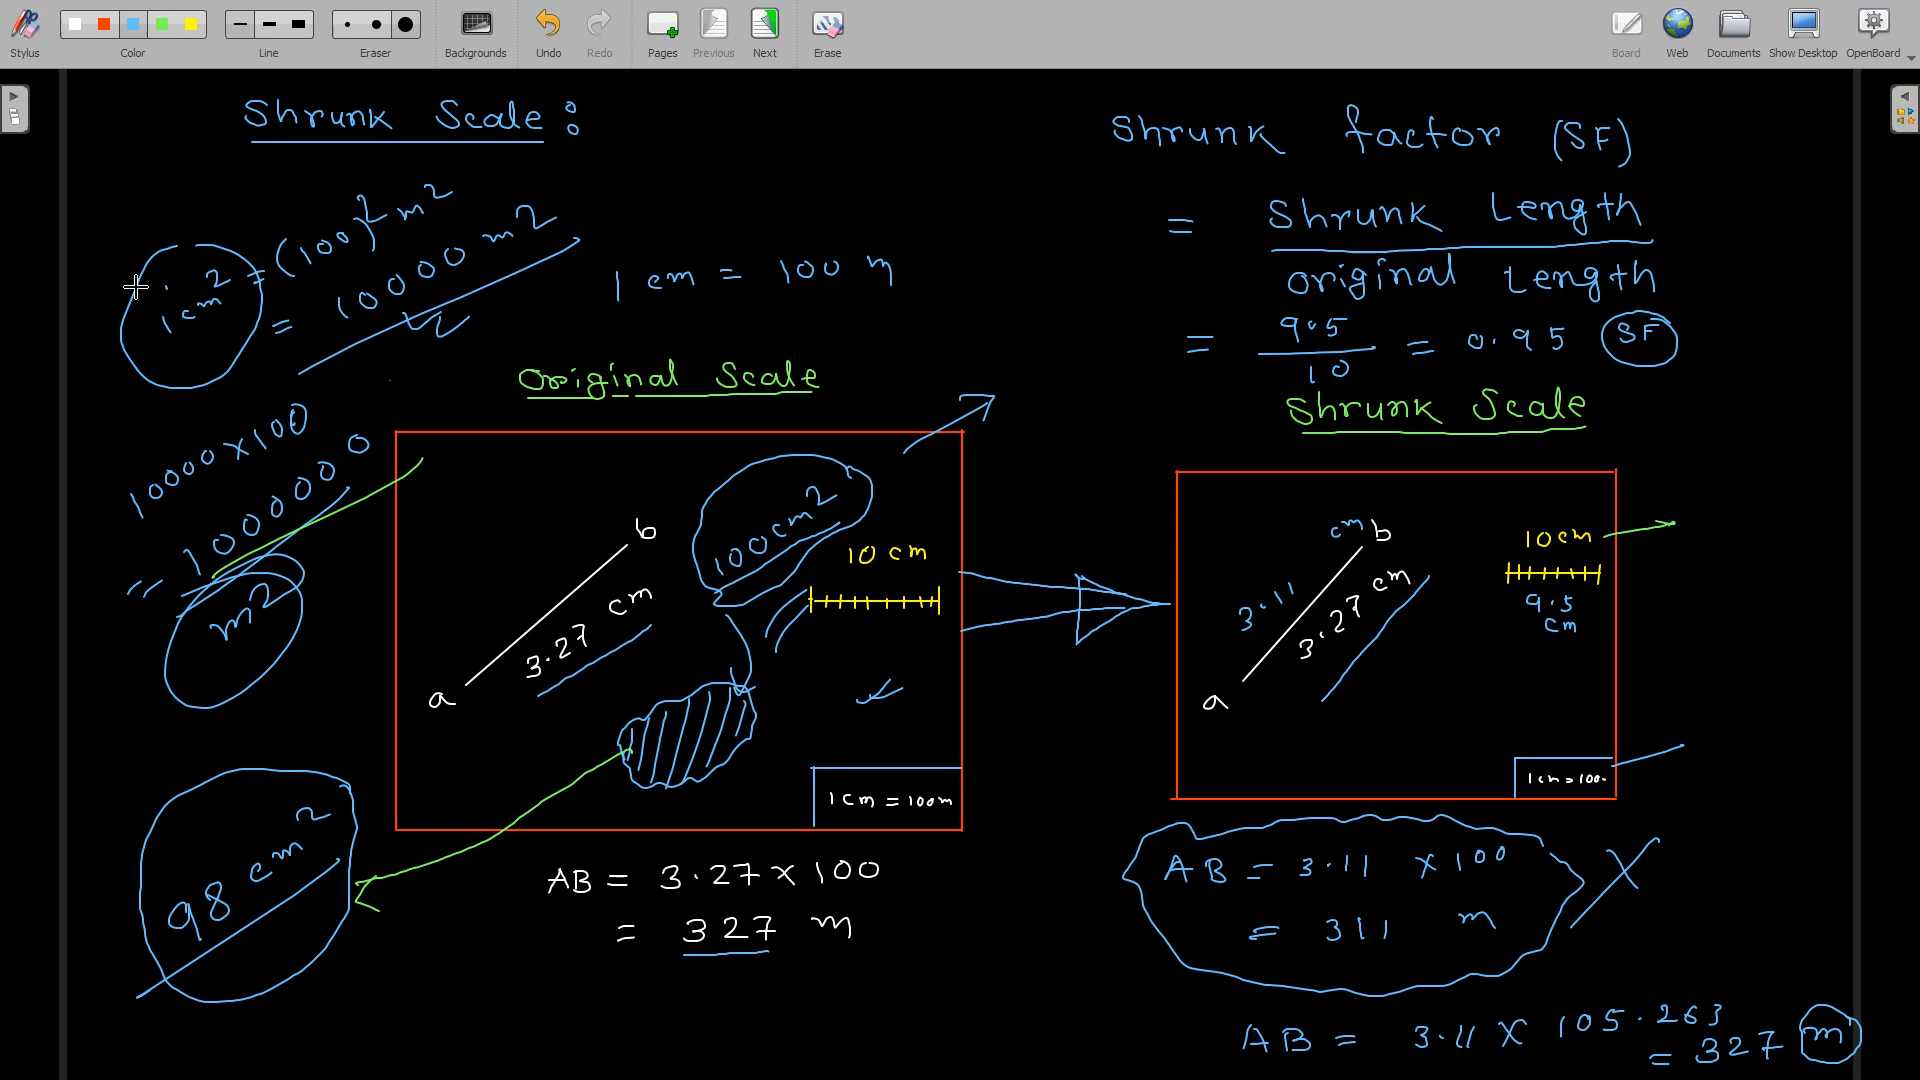 Stylus
Color
Line
Eraser
Backgrounds
Undo
Redo
Pages
Previous
Next
Erase
Board
Web
Documents
Show Desktop
OpenBoard
Shrunk Scale :
1 cm² = (100)² m²
= 10000 m²
1 cm = 100 m
Shrunk factor (SF)
= Shrunk Length
original Length
= 9.5
10
= 0.95 SF
Original Scale
Shrunk Scale
10000 x 100
= 1000000
m²
98 cm²
a
b
3.27 cm
100 cm²
10 cm
1 cm = 100m
AB = 3.27 x 100
= 327 m
a
cm b
3.11
3.27 cm
10 cm
9.5
cm
1 cm = 100.
AB = 3.11 x 100
= 311 m
AB = 3.11 x 105.263
= 327 m